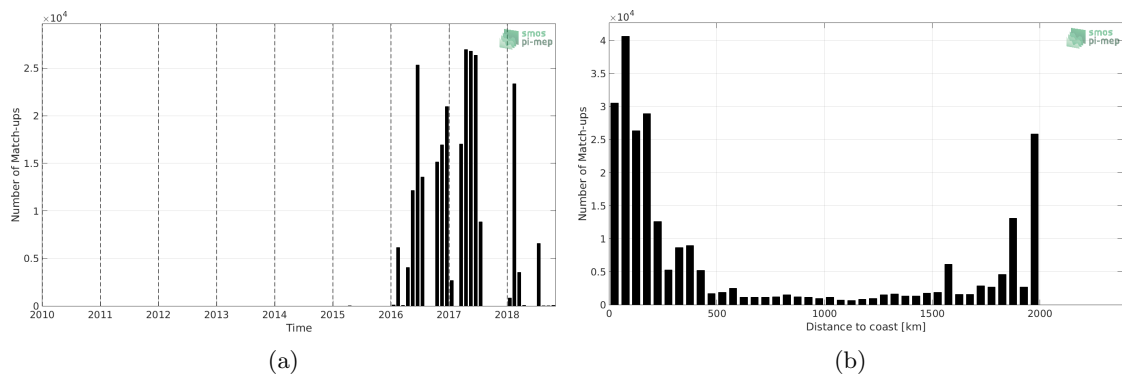 ×10⁴
smos
pi-mep
Number of Match-ups
2.5
2
1.5
1
0.5
0
2010 2011 2012 2013 2014 2015 2016 2017 2018
Time
(a)
×10⁴
smos
pi-mep
Number of Match-ups
4
3.5
3
2.5
2
1.5
1
0.5
0
0 500 1000 1500 2000
Distance to coast [km]
(b)